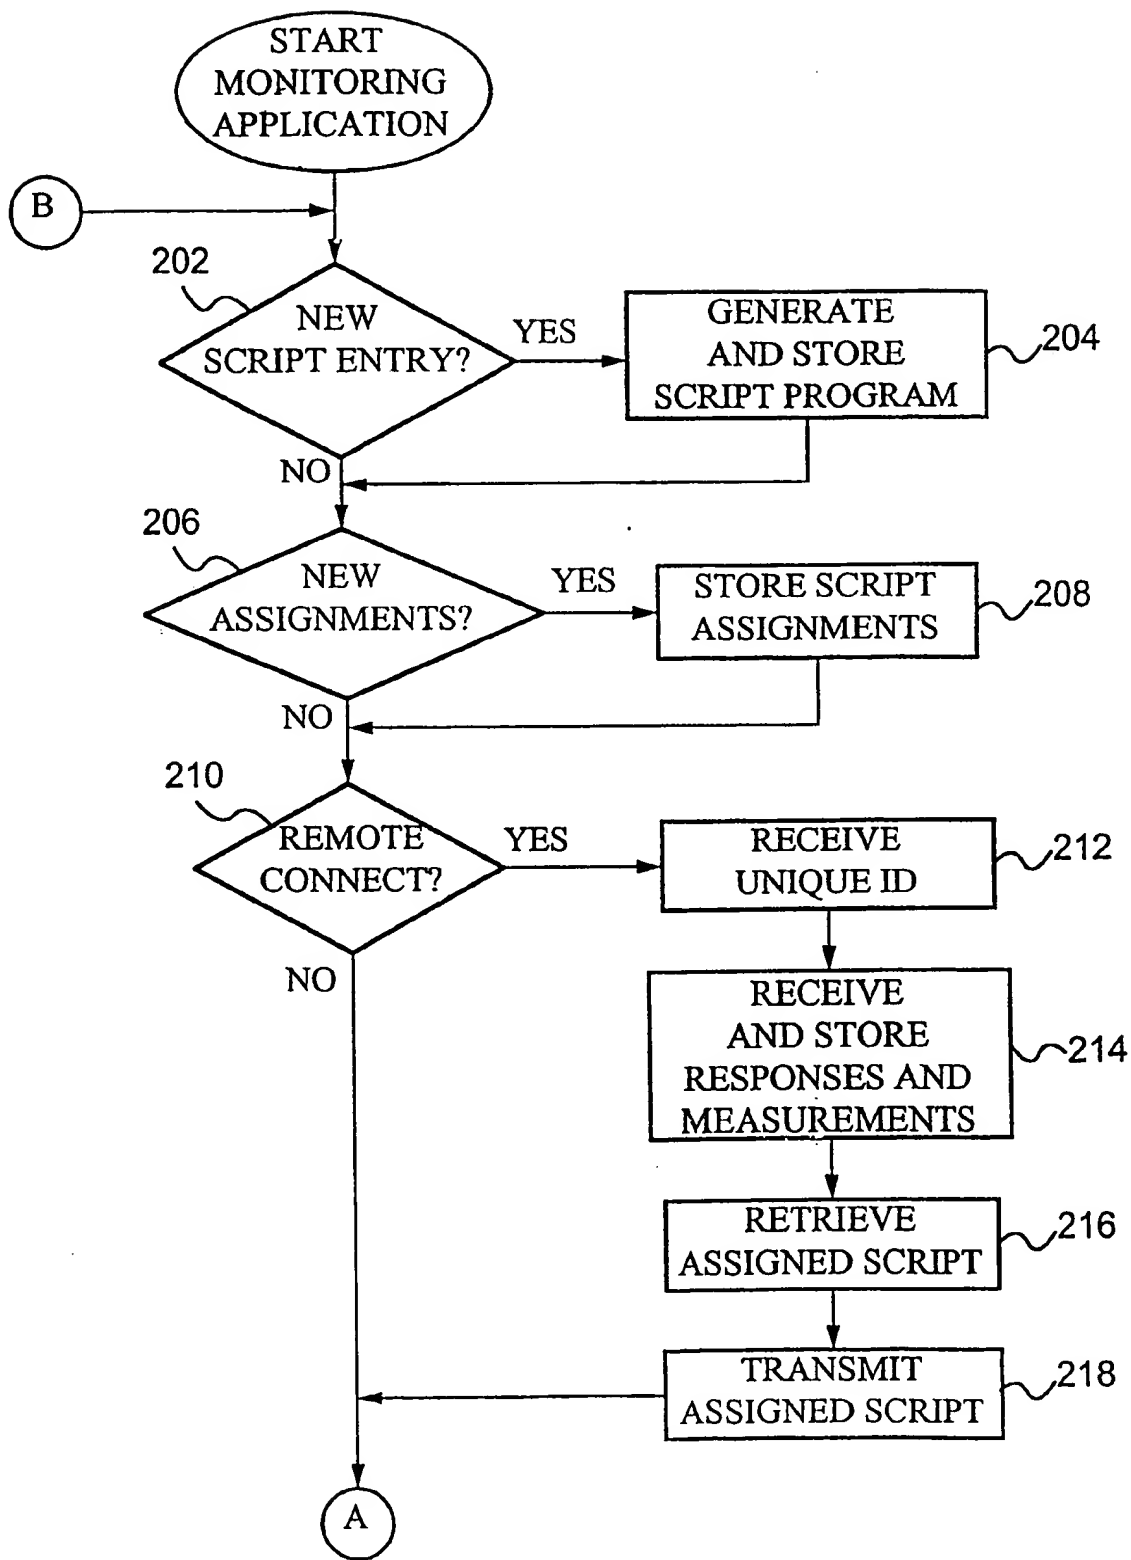 START
MONITORING
APPLICATION
B
202
NEW
SCRIPT ENTRY?
YES
GENERATE
AND STORE
SCRIPT PROGRAM
204
NO
206
NEW
ASSIGNMENTS?
YES
STORE SCRIPT
ASSIGNMENTS
208
NO
210
REMOTE
CONNECT?
YES
RECEIVE
UNIQUE ID
212
NO
RECEIVE
AND STORE
RESPONSES AND
MEASUREMENTS
214
RETRIEVE
ASSIGNED SCRIPT
216
TRANSMIT
ASSIGNED SCRIPT
218
A